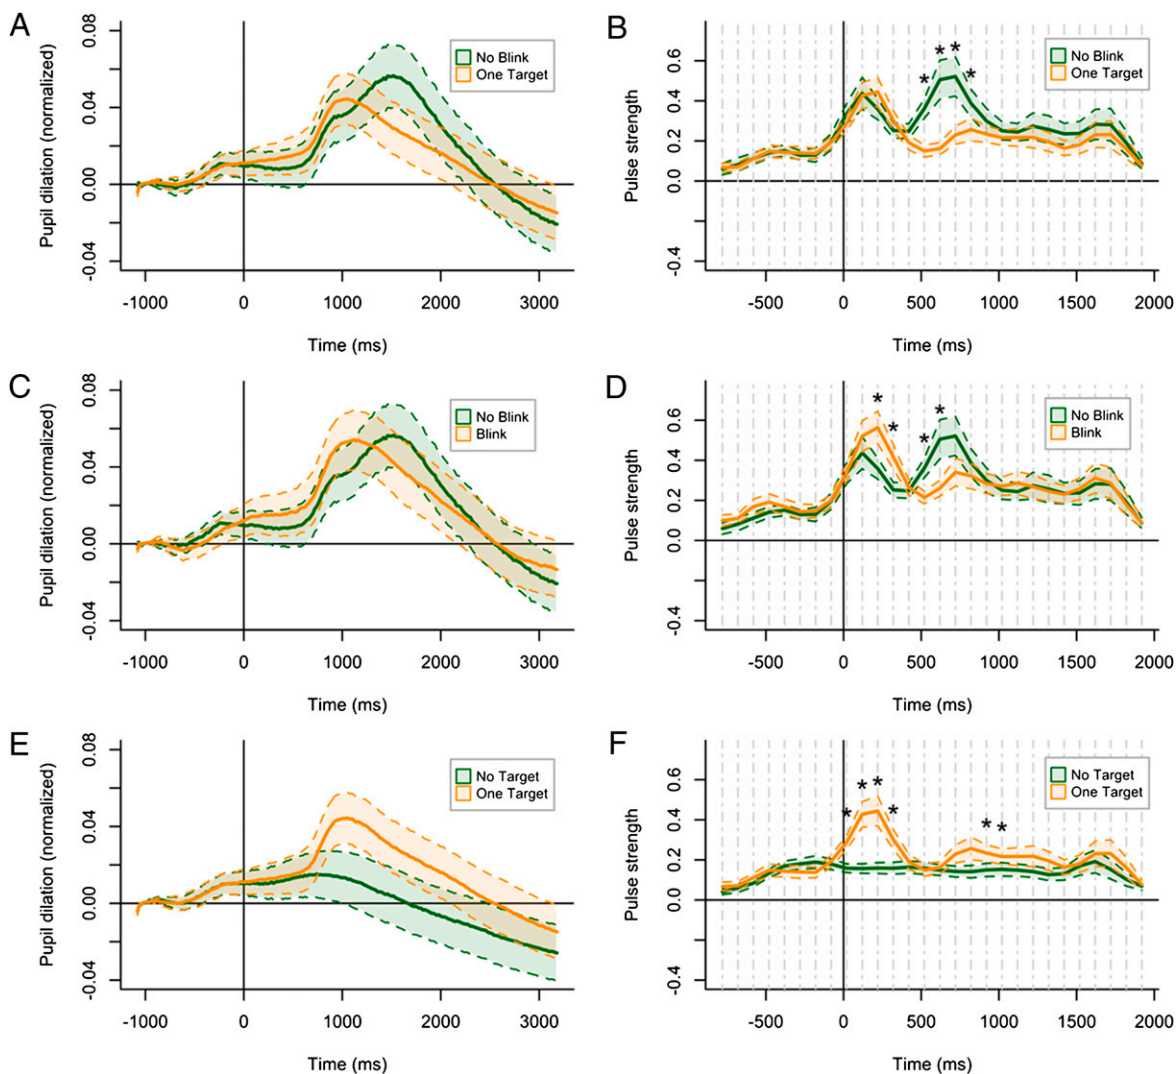 A
Pupil dilation (normalized)
0.08
0.04
0.00
-0.04
No Blink
One Target
-1000 0 1000 2000 3000
Time (ms)
B
Pulse strength
0.6
0.4
0.2
0.0
-0.4
* * * *
No Blink
One Target
-500 0 500 1000 1500 2000
Time (ms)
C
Pupil dilation (normalized)
0.08
0.04
0.00
-0.04
No Blink
Blink
-1000 0 1000 2000 3000
Time (ms)
D
Pulse strength
0.6
0.4
0.2
0.0
-0.4
* * * *
No Blink
Blink
-500 0 500 1000 1500 2000
Time (ms)
E
Pupil dilation (normalized)
0.08
0.04
0.00
-0.04
No Target
One Target
-1000 0 1000 2000 3000
Time (ms)
F
Pulse strength
0.6
0.4
0.2
0.0
-0.4
* * * * * *
No Target
One Target
-500 0 500 1000 1500 2000
Time (ms)